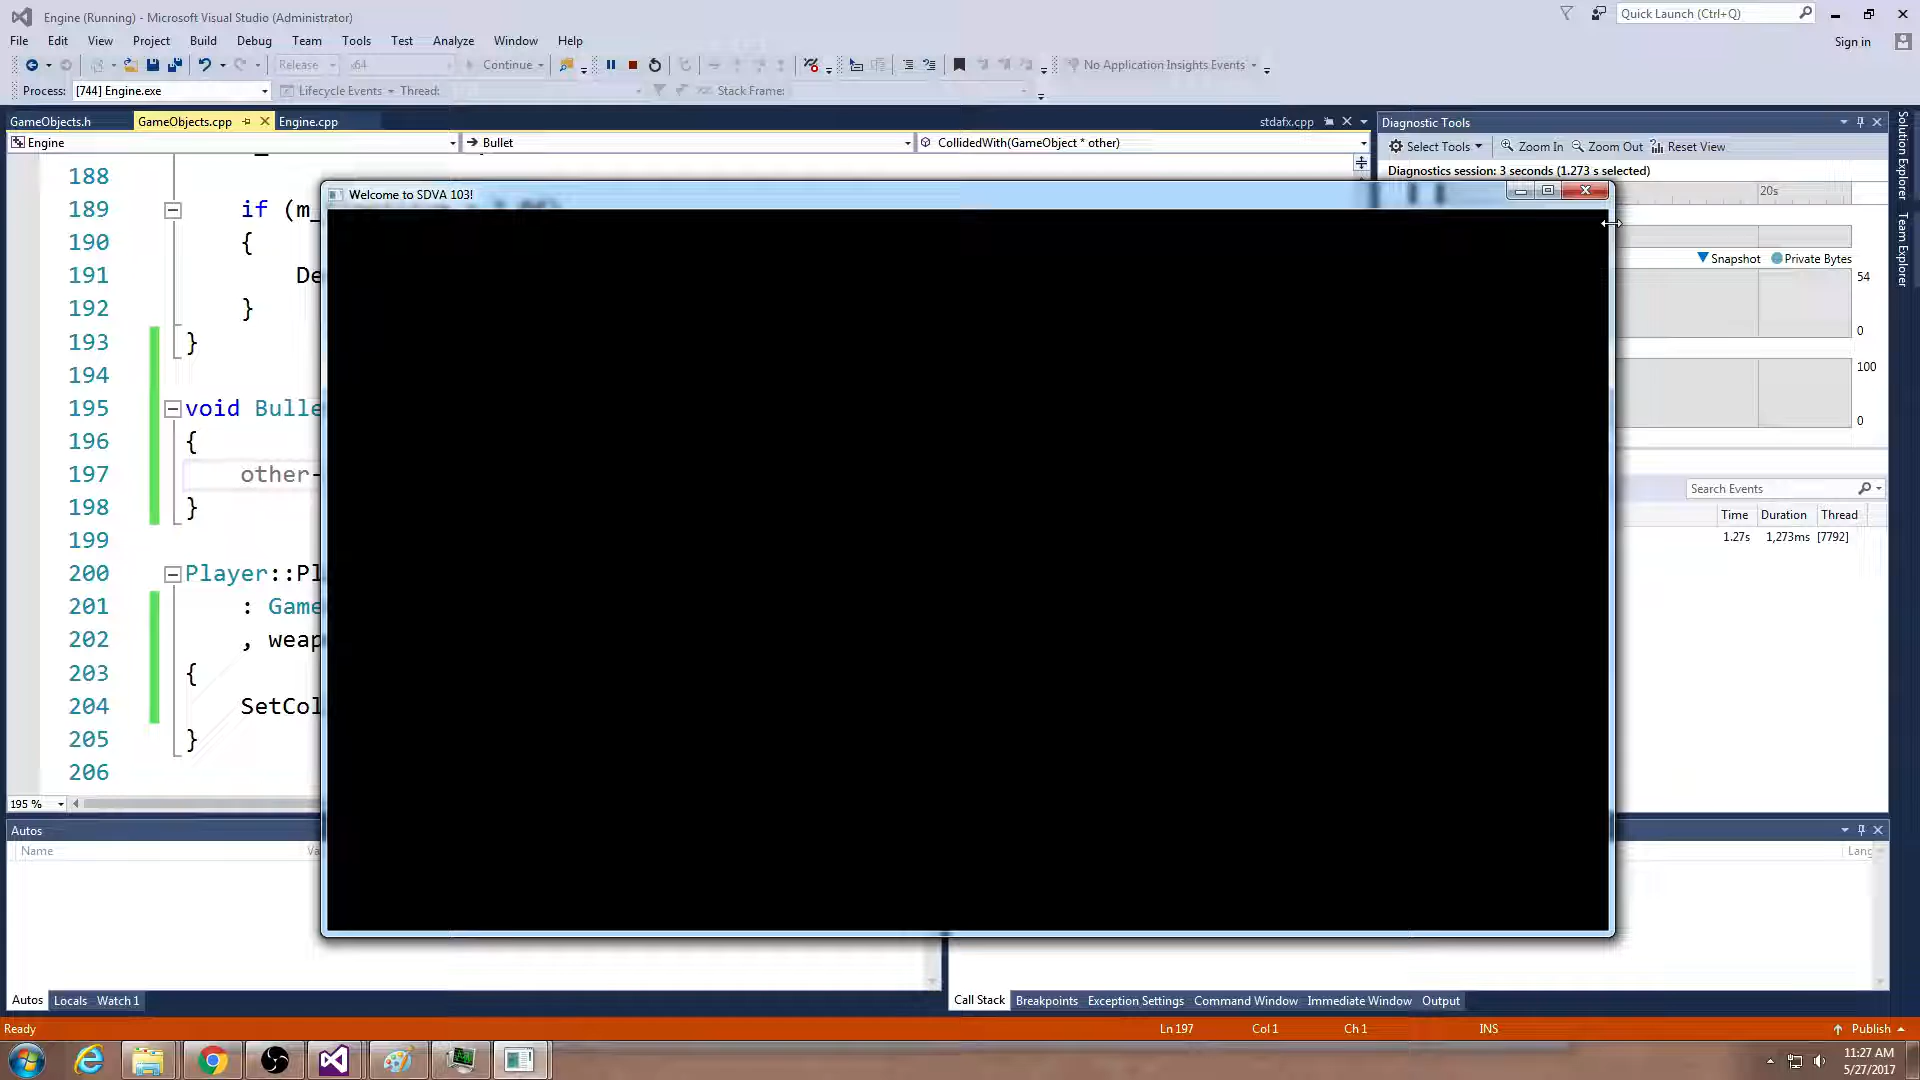 Engine (Running) - Microsoft Visual Studio (Administrator)
Quick Launch (Ctrl+Q)
File Edit View Project Build Debug Team Tools Test Analyze Window Help
Sign in
Release x64 Continue No Application Insights Events
Process: [744] Engine.exe Lifecycle Events Thread: Stack Frame:
GameObjects.h GameObjects.cpp Engine.cpp stdafx.cpp
Engine Bullet CollidedWith(GameObject * other)
Diagnostic Tools
Select Tools Zoom In Zoom Out Reset View
Diagnostics session: 3 seconds (1.273 s selected)
20s
Snapshot Private Bytes
54
0
100
0
Search Events
Time Duration Thread
1.27s 1,273ms [7792]
Solution Explorer
Team Explorer
Welcome to SDVA 103!
188
189 if (m_
190 {
191 De
192 }
193 }
194
195 void Bulle
196 {
197 other-
198 }
199
200 Player::Pl
201 : Game
202 , weap
203 {
204 SetCol
205 }
206
195 %
Autos
Name Va
Lang
Autos Locals Watch 1
Call Stack Breakpoints Exception Settings Command Window Immediate Window Output
Ready Ln 197 Col 1 Ch 1 INS Publish
11:27 AM
5/27/2017